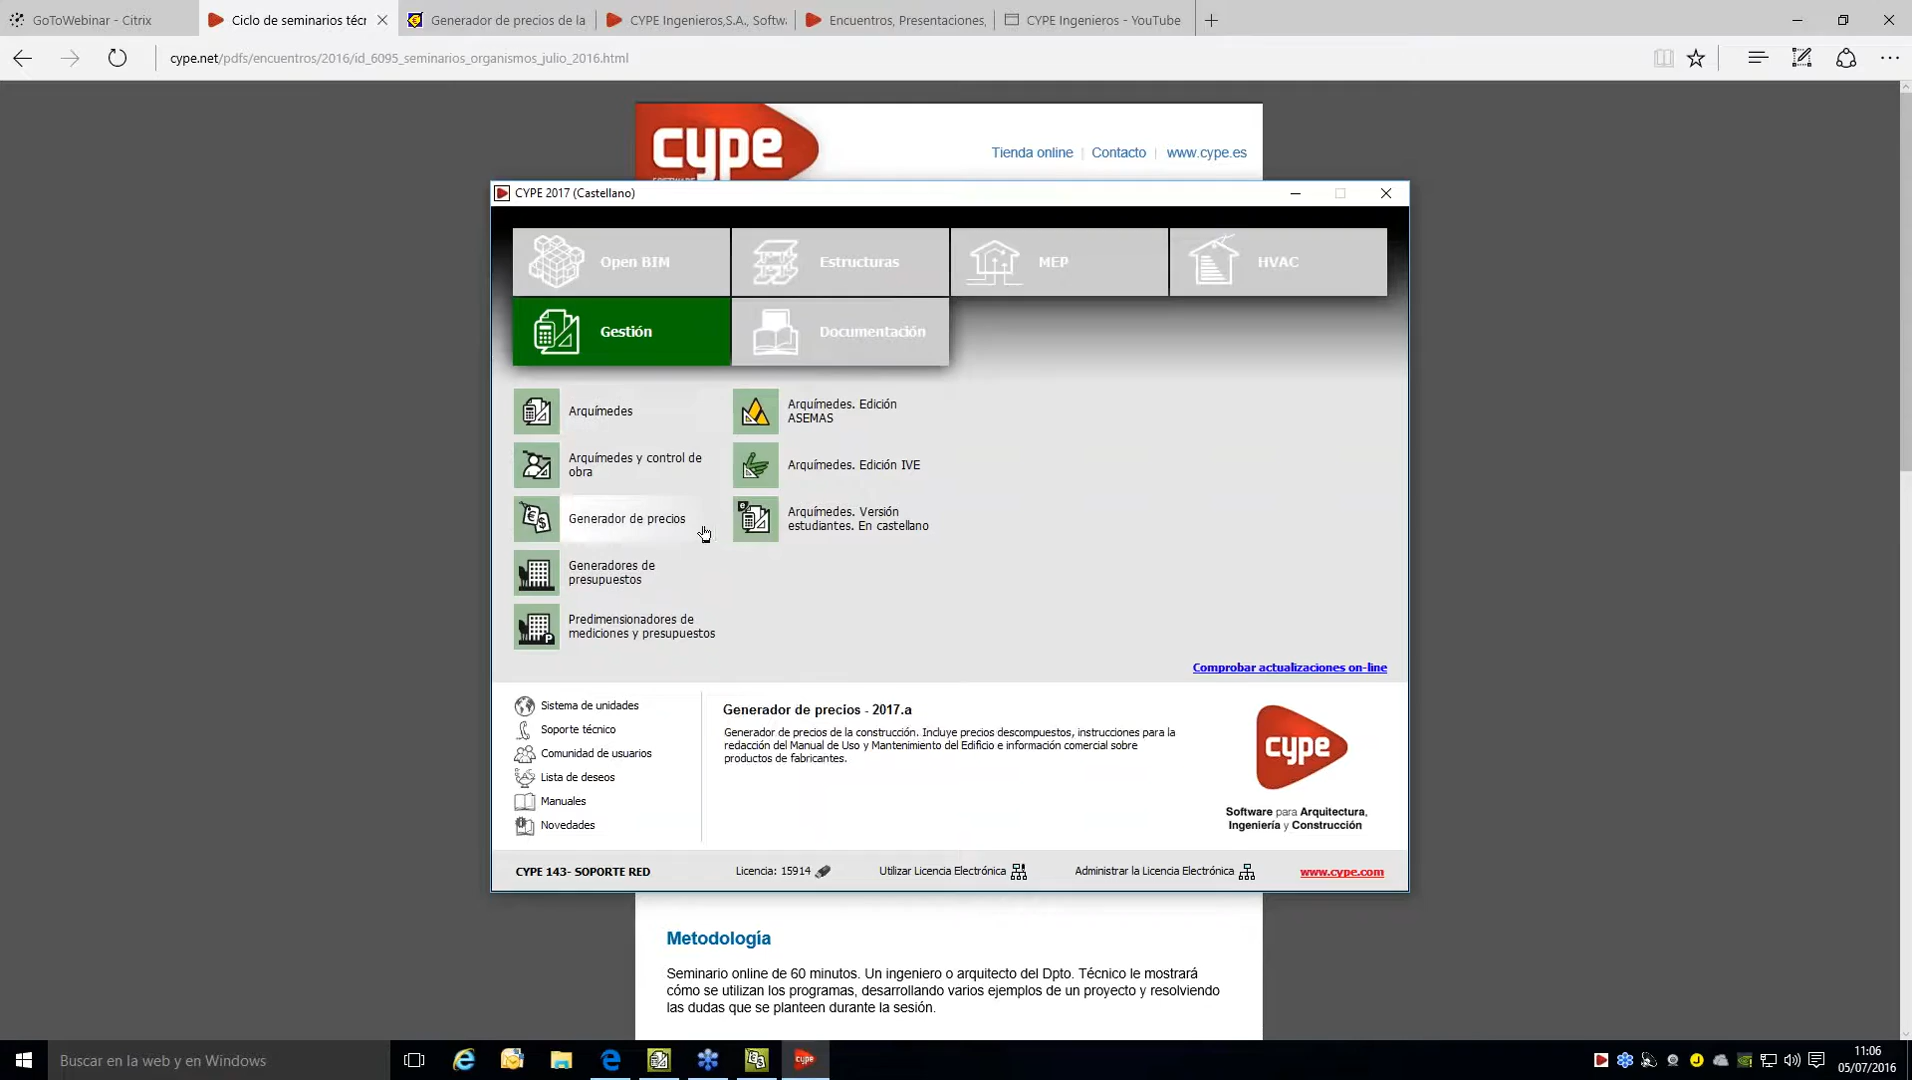 GoToWebinar - Citrix
Ciclo de seminarios técr
Generador de precios de la
CYPE Ingenieros,S.A., Softw
Encuentros, Presentaciones,
CYPE Ingenieros - YouTube
cype.net/pdfs/encuentros/2016/id_6095_seminarios_organismos_julio_2016.html
cype
Tienda online | Contacto | www.cype.es
CYPE 2017 (Castellano)
Open BIM
Estructuras
MEP
HVAC
Gestión
Documentación
Arquímedes
Arquímedes. Edición
ASEMAS
Arquímedes y control de
obra
Arquímedes. Edición IVE
Generador de precios
Arquímedes. Versión
estudiantes. En castellano
Generadores de
presupuestos
Predimensionadores de
mediciones y presupuestos
Comprobar actualizaciones on-line
Sistema de unidades
Soporte técnico
Comunidad de usuarios
Lista de deseos
Manuales
Novedades
Generador de precios - 2017.a
Generador de precios de la construcción. Incluye precios descompuestos, instrucciones para la
redacción del Manual de Uso y Mantenimiento del Edificio e información comercial sobre
productos de fabricantes.
cype
Software para Arquitectura,
Ingeniería y Construcción
CYPE 143- SOPORTE RED
Licencia: 15914
Utilizar Licencia Electrónica
Administrar la Licencia Electrónica
www.cype.com
Metodología
Seminario online de 60 minutos. Un ingeniero o arquitecto del Dpto. Técnico le mostrará
cómo se utilizan los programas, desarrollando varios ejemplos de un proyecto y resolviendo
las dudas que se planteen durante la sesión.
Buscar en la web y en Windows
cype
11:06
05/07/2016